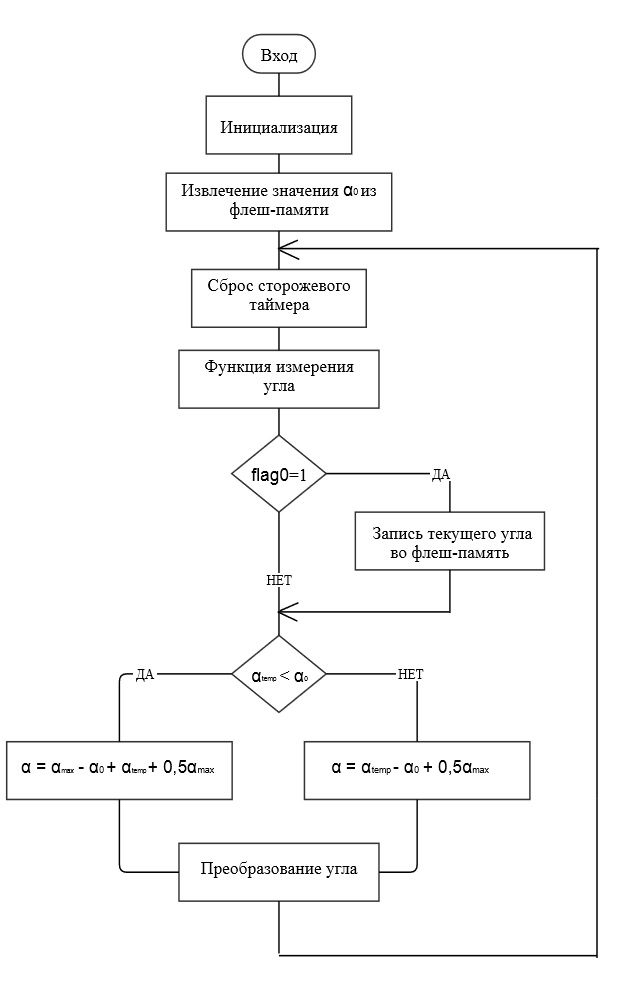 Вход
Инициализация
Извлечение значения α0 из
флеш-памяти
Сброс сторожевого
таймера
Функция измерения
угла
flag0=1
ДА
Запись текущего угла
во флеш-память
НЕТ
αtemp < α0
ДА
НЕТ
α = αmax - α0 + αtemp + 0,5αmax
α = αtemp - α0 + 0,5αmax
Преобразование угла